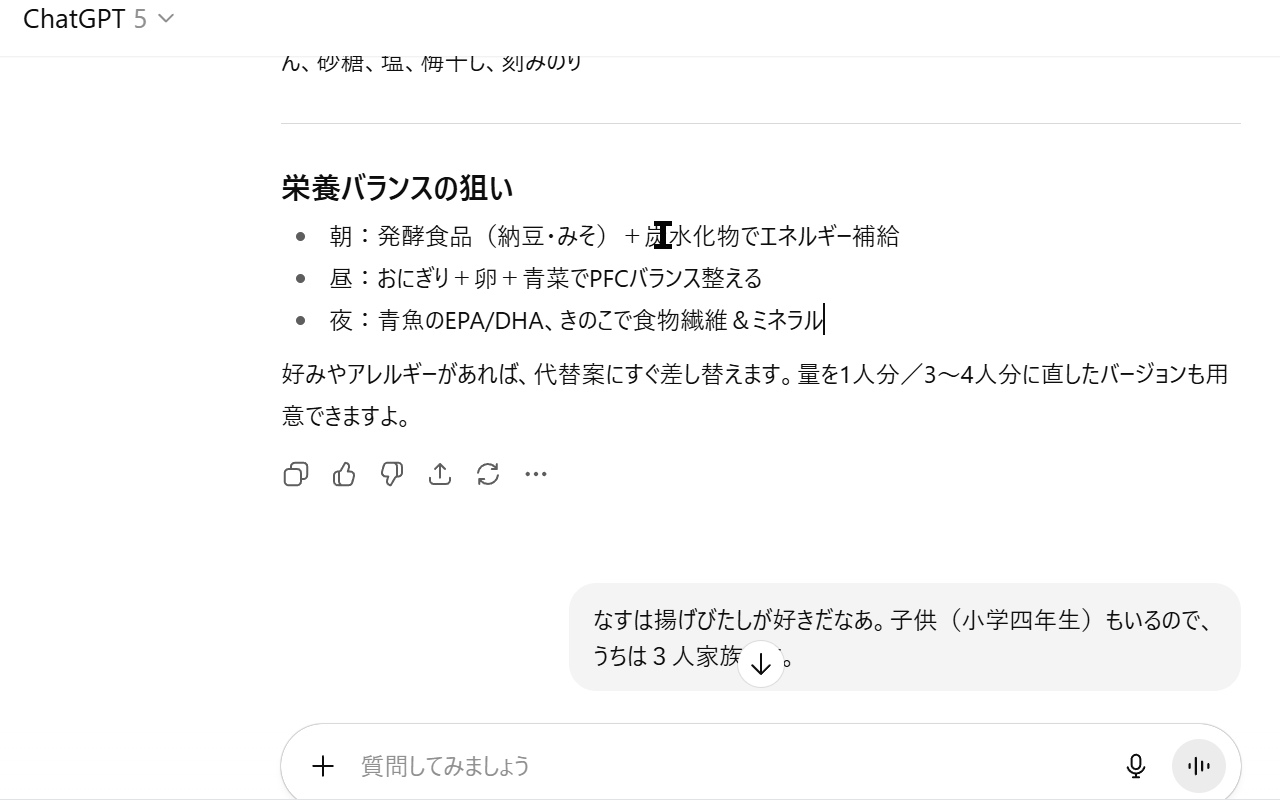 ChatGPT 5
ん、砂糖、塩、梅干し、刻みのり
栄養バランスの狙い
朝：発酵食品（納豆・みそ）＋炭水化物でエネルギー補給
昼：おにぎり＋卵＋青菜でPFCバランス整える
夜：青魚のEPA/DHA、きのこで食物繊維＆ミネラル
好みやアレルギーがあれば、代替案にすぐ差し替えます。量を1人分／3〜4人分に直したバージョンも用
意できますよ。
なすは揚げびたしが好きだなあ。子供（小学四年生）もいるので、
うちは３人家族
質問してみましょう